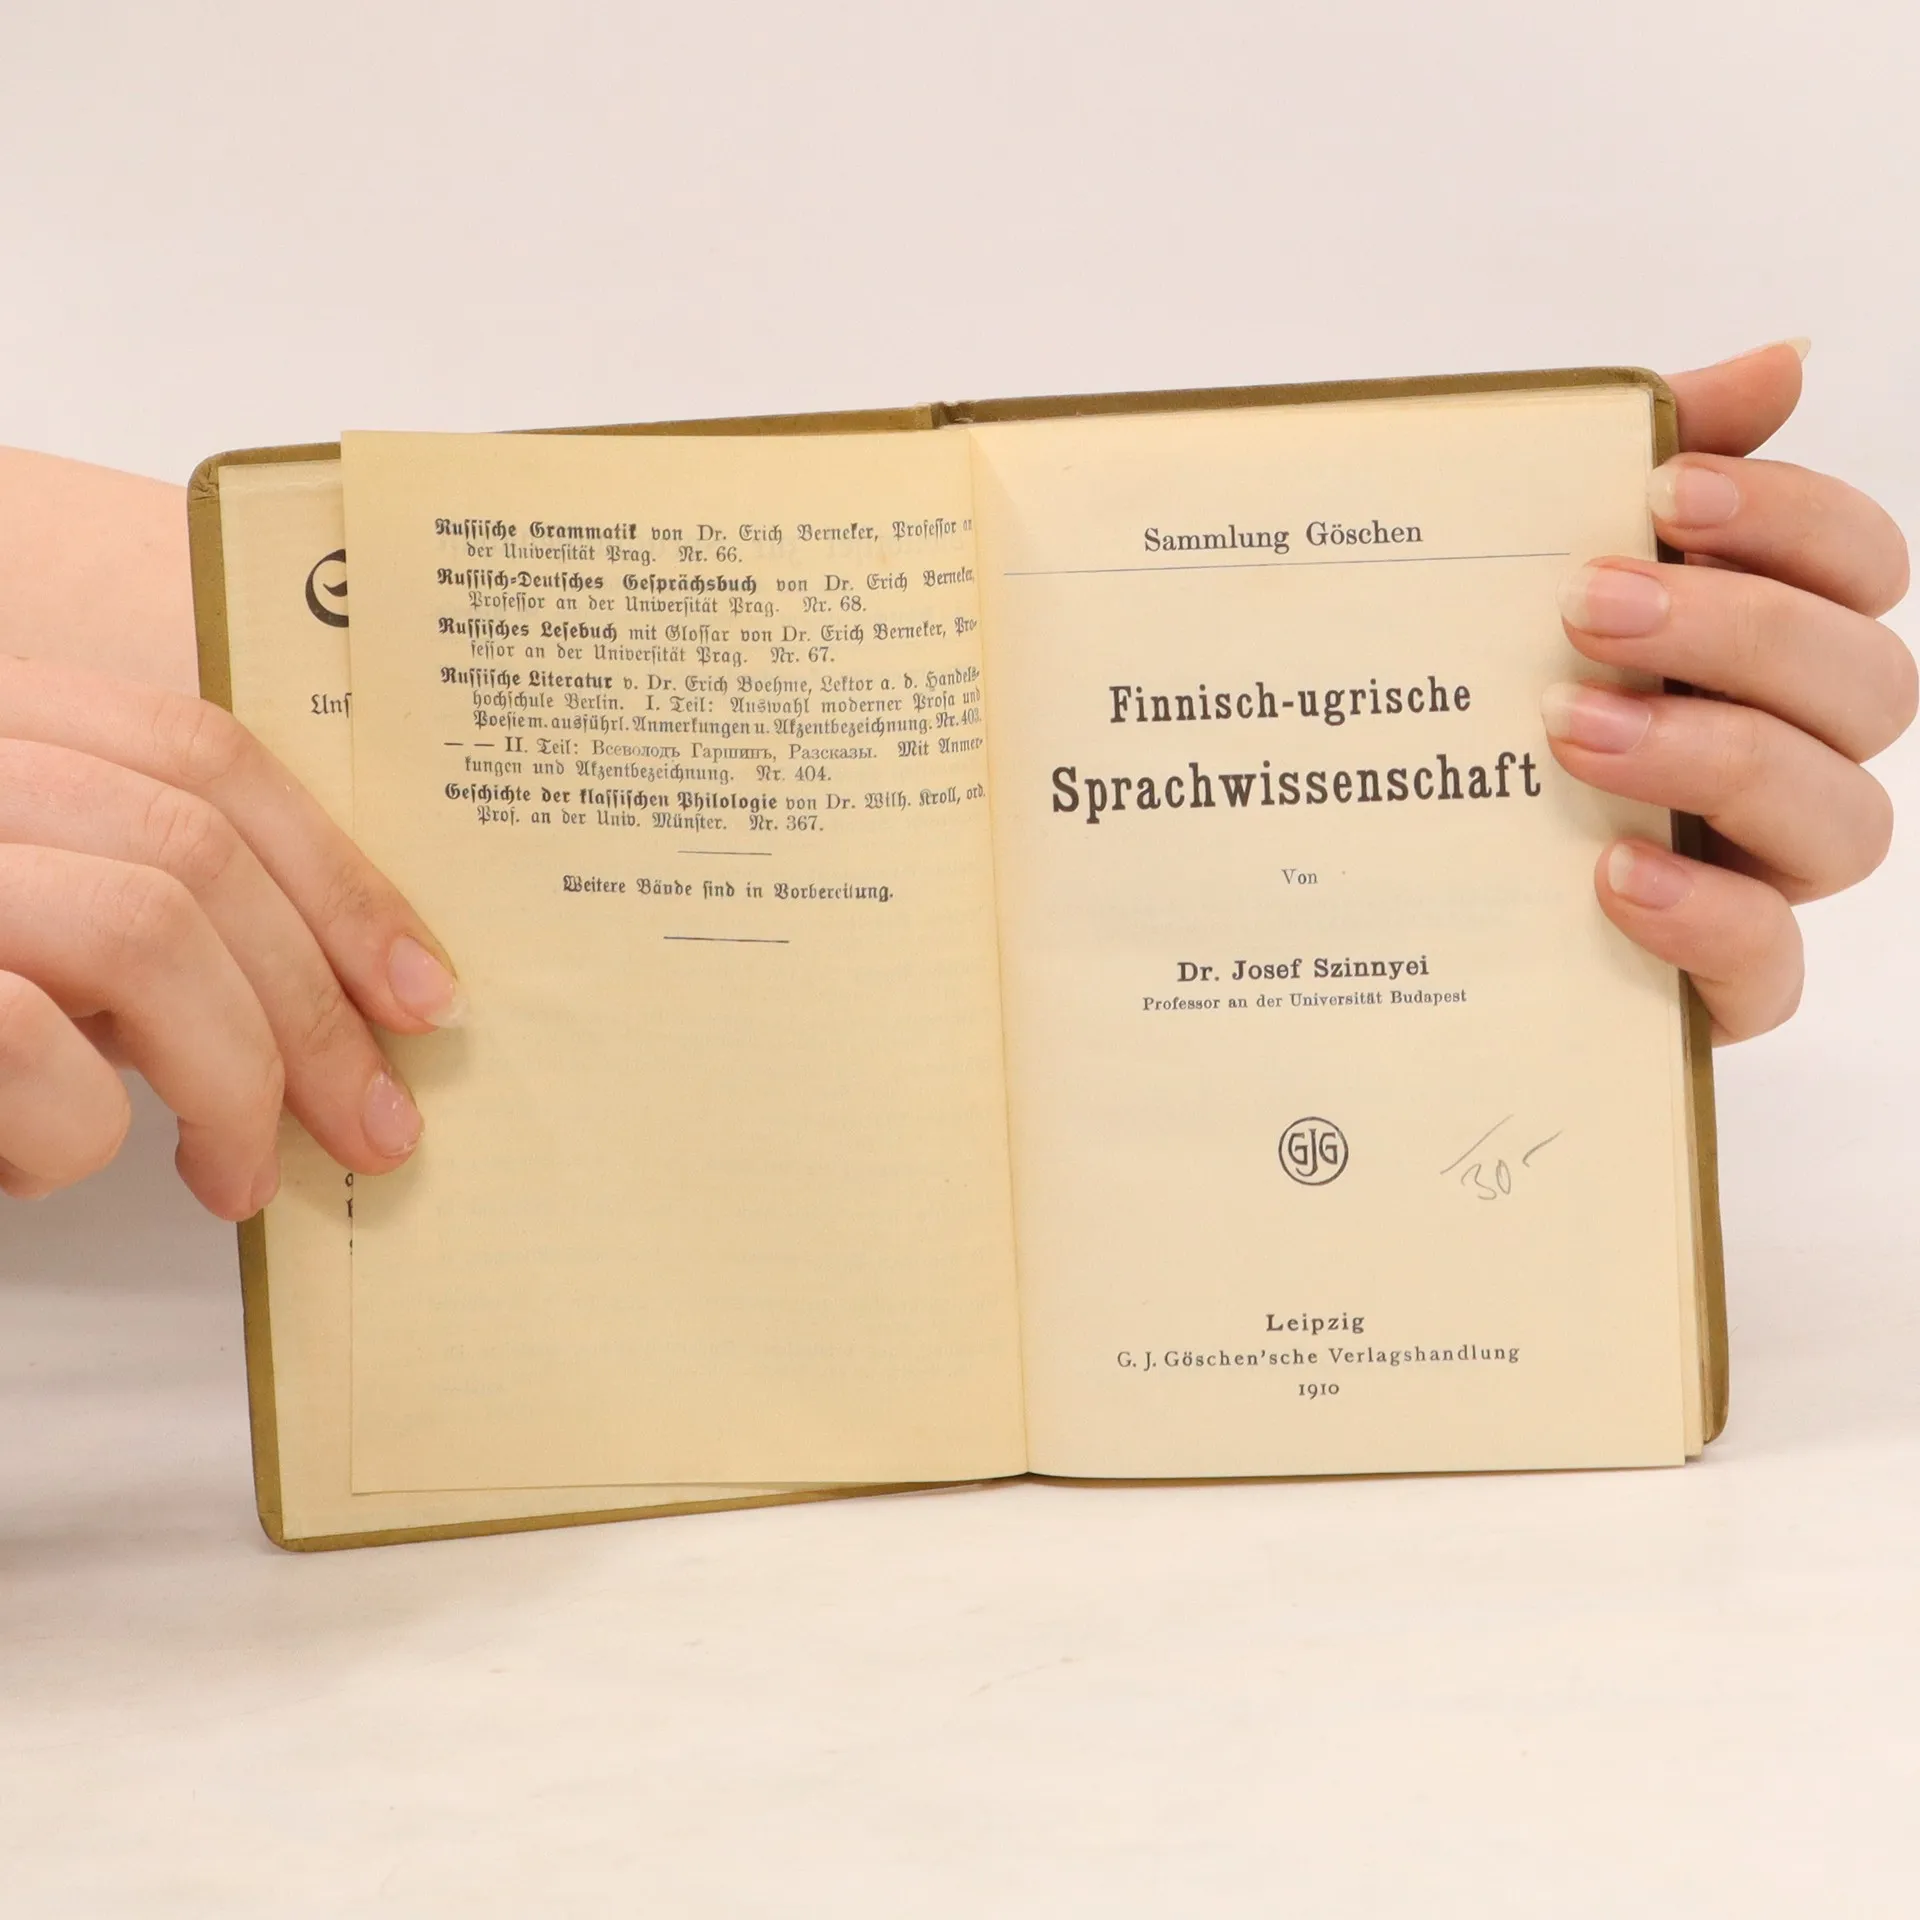 Unſ
Ruſſiſche Grammatik von Dr. Erich Berneker, Profeſſor an
der Univerſität Prag. Nr. 66.
Ruſſiſch-Deutſches Geſprächsbuch von Dr. Erich Berneker,
Profeſſor an der Univerſität Prag. Nr. 68.
Ruſſiſches Leſebuch mit Gloſſar von Dr. Erich Berneker, Pro-
feſſor an der Univerſität Prag. Nr. 67.
Ruſſiſche Literatur v. Dr. Erich Boehme, Lektor a. d. Handels-
hochſchule Berlin. I. Teil: Auswahl moderner Proſa und
Poeſie m. ausführl. Anmerkungen u. Akzentbezeichnung. Nr. 403.
— — II. Teil: Всеволодъ Гаршинъ, Разсказы. Mit Anmer-
kungen und Akzentbezeichnung. Nr. 404.
Geſchichte der klaſſiſchen Philologie von Dr. Wilh. Kroll, ord.
Prof. an der Univ. Münſter. Nr. 367.
Weitere Bände ſind in Vorbereitung.
Sammlung Göschen
Finnisch-ugrische
Sprachwissenschaft
Von
Dr. Josef Szinnyei
Professor an der Universität Budapest
GJG
/30-
Leipzig
G. J. Göschen'sche Verlagshandlung
1910